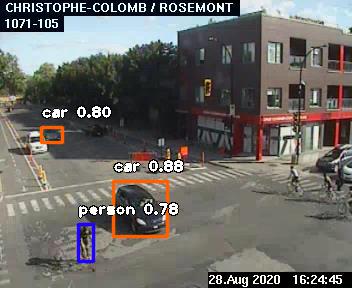 CHRISTOPHE-COLOMB / ROSEMONT
1071-105
car 0.80
car 0.88
person 0.78
28.Aug 2020 16:24:45